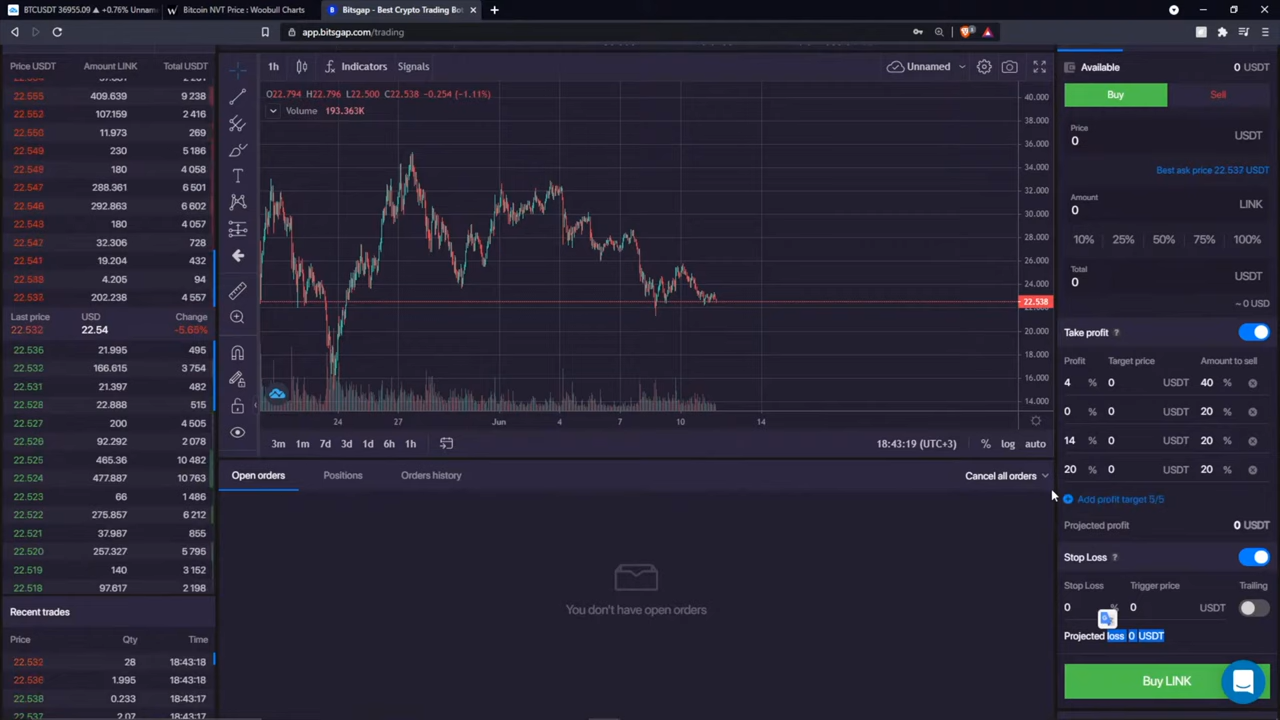 BTCUSDT 36955.09 ▲ +0.76% Unnam
Bitcoin NVT Price : Woobull Charts
Bitsgap - Best Crypto Trading Bot
app.bitsgap.com/trading
Price USDT Amount LINK Total USDT
22.555 409.639 9 238
22.552 107.159 2 416
22.550 11.973 269
22.549 230 5 186
22.548 180 4 058
22.547 288.361 6 501
22.546 292.863 6 602
22.543 180 4 057
22.542 32.306 728
22.541 19.204 432
22.538 4.205 94
22.537 202.238 4 557
Last price USD Change
22.532 22.54 -5.65%
22.536 21.995 495
22.532 166.615 3 754
22.531 21.397 482
22.528 22.888 515
22.527 200 4 505
22.526 92.292 2 078
22.525 465.36 10 482
22.524 477.887 10 763
22.523 66 1 486
22.522 275.857 6 212
22.521 37.987 855
22.520 257.327 5 795
22.519 140 3 152
22.518 97.617 2 198
Recent trades
Price Qty Time
22.532 28 18:43:18
22.536 1.995 18:43:18
22.538 0.233 18:43:17
22.537 2.07 18:43:17
1h Indicators Signals Unnamed
O22.794 H22.796 L22.500 C22.538 -0.254 (-1.11%)
Volume 193.363K
40.000
38.000
36.000
34.000
32.000
30.000
28.000
26.000
24.000
22.538
20.000
18.000
16.000
14.000
24 27 Jun 4 7 10 14
3m 1m 7d 3d 1d 6h 1h 18:43:19 (UTC+3) % log auto
Open orders Positions Orders history Cancel all orders
You don't have open orders
Available 0 USDT
Buy Sell
Price
0 USDT
Best ask price 22.537 USDT
Amount
0 LINK
10% 25% 50% 75% 100%
Total
0 USDT
~ 0 USD
Take profit ?
Profit Target price Amount to sell
4 % 0 USDT 40 %
0 % 0 USDT 20 %
14 % 0 USDT 20 %
20 % 0 USDT 20 %
Add profit target 5/5
Projected profit 0 USDT
Stop Loss ?
Stop Loss Trigger price Trailing
0 % 0 USDT
Projected loss 0 USDT
Buy LINK